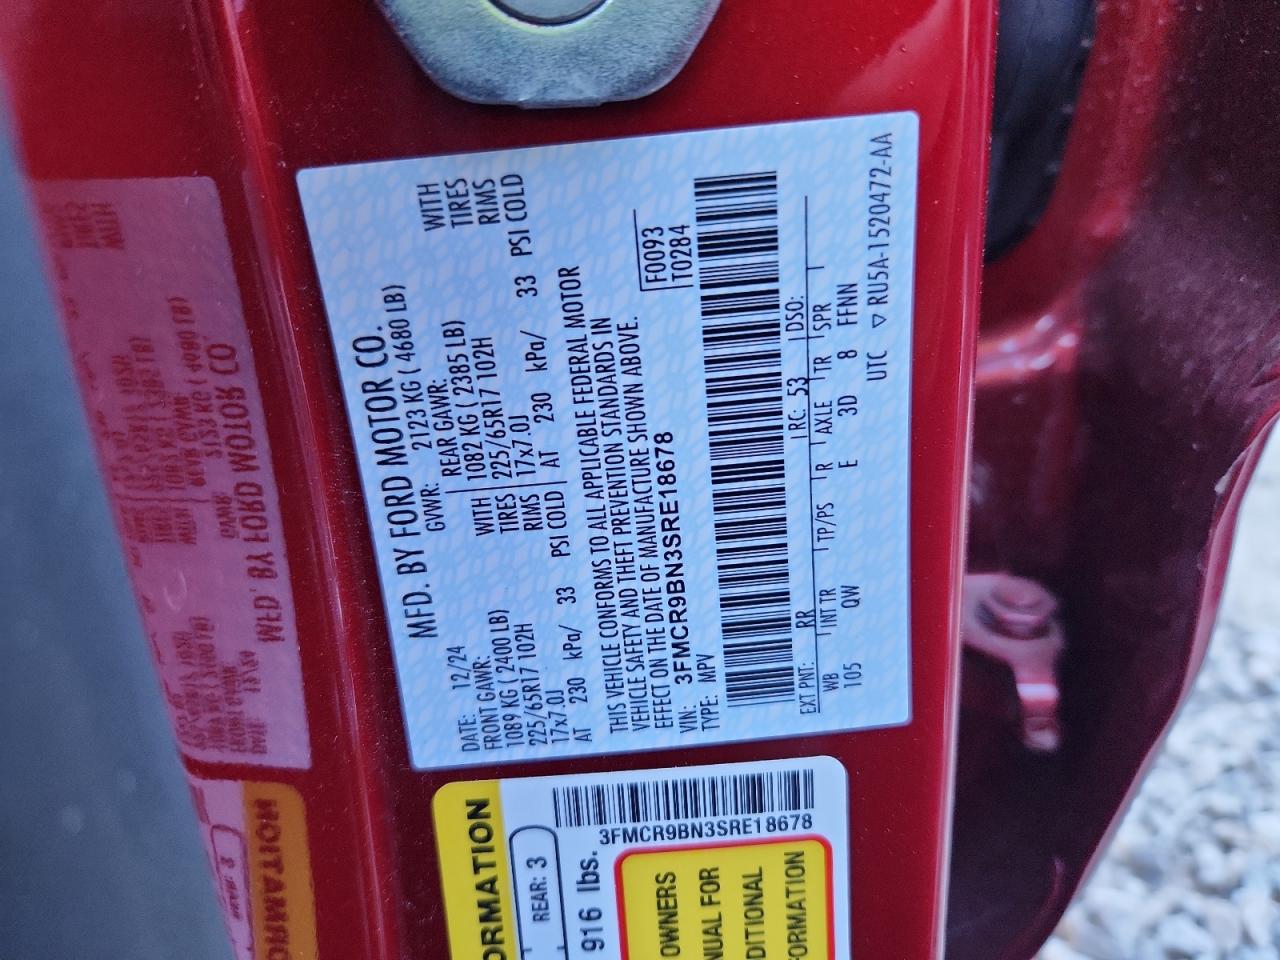 MFD. BY FORD MOTOR CO.
DATE: 12/24 GVWR: 2123 KG ( 4680 LB)
FRONT GAWR: REAR GAWR:
1089 KG ( 2400 LB) WITH 1082 KG ( 2385 LB) WITH
225/65R17 102H TIRES 225/65R17 102H TIRES
17x7.0J RIMS 17x7.0J RIMS
AT 230 kPa/ 33 PSI COLD AT 230 kPa/ 33 PSI COLD
THIS VEHICLE CONFORMS TO ALL APPLICABLE FEDERAL MOTOR
VEHICLE SAFETY AND THEFT PREVENTION STANDARDS IN
EFFECT ON THE DATE OF MANUFACTURE SHOWN ABOVE.
VIN: 3FMCR9BN3SRE18678
TYPE: MPV
F0093
T0284
EXT PNT: RR RC: 53 DSO:
WB INT TR TP/PS R AXLE TR SPR
105 QW E 3D 8 FFNN
UTC ▽ RU5A-1520472-AA
ORMATION
REAR: 3
916 lbs.
3FMCR9BN3SRE18678
OWNERS
NUAL FOR
DITIONAL
ORMATION